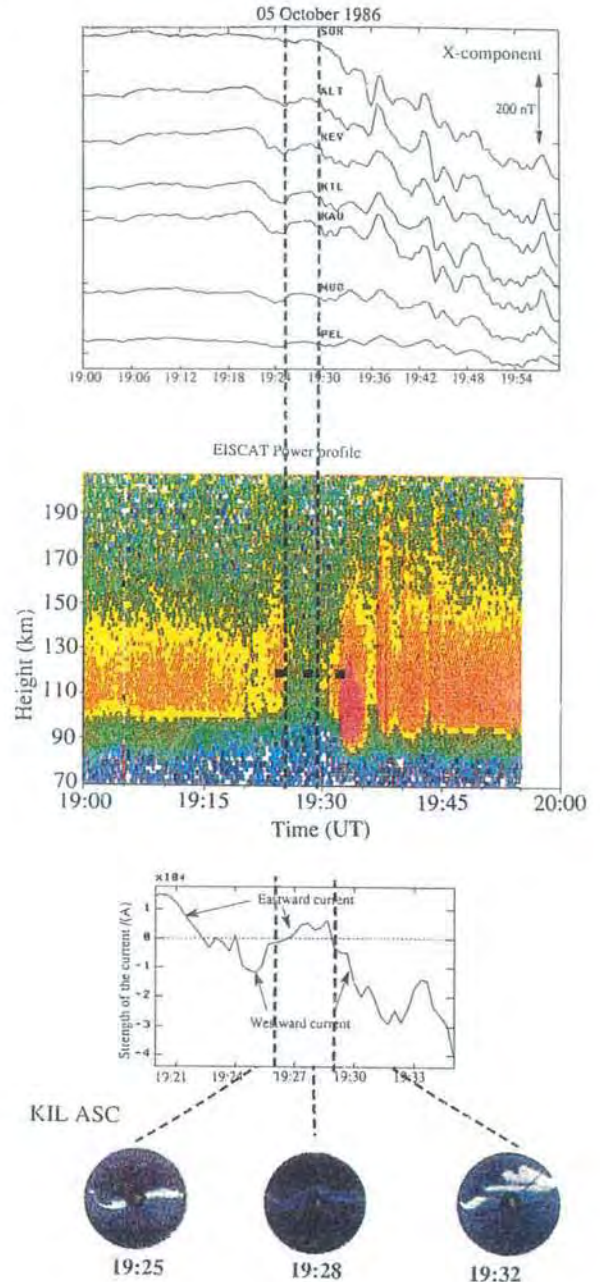 05 October 1986
SOR
X-component
200 nT
ALT
KEV
KIL
KAU
MUO
PEL
19:00 19:06 19:12 19:18 19:24 19:30 19:36 19:42 19:48 19:54
EISCAT Power profile
Height (km)
190
170
150
130
110
90
70
19:00 19:15 19:30 19:45 20:00
Time (UT)
×104
Strength of the current /(A)
Eastward current
1
0
-1
-2
-3
-4
Westward current
19:21 19:24 19:27 19:30 19:33
KIL ASC
19:25 19:28 19:32